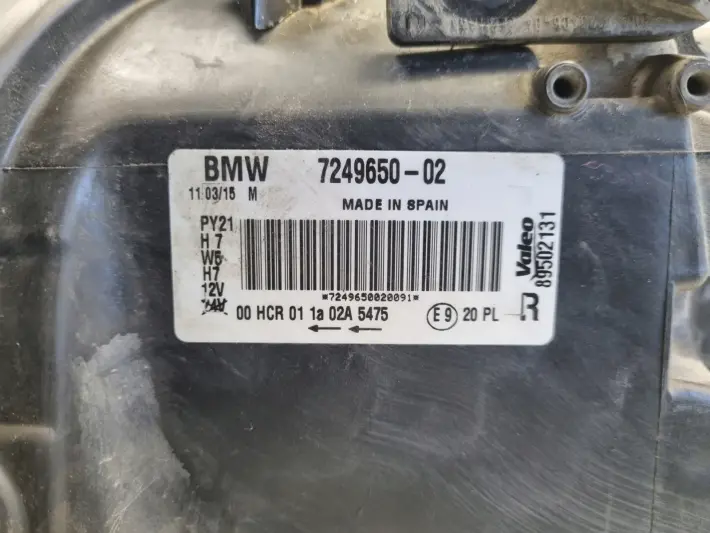 BMW 7249650-02
11 03/15 M
MADE IN SPAIN
PY21
H7
W5
H7
12V
*7249650020091*
00 HCR 01 1a 02A 5475
E9 20 PL
R
Valeo
89502131